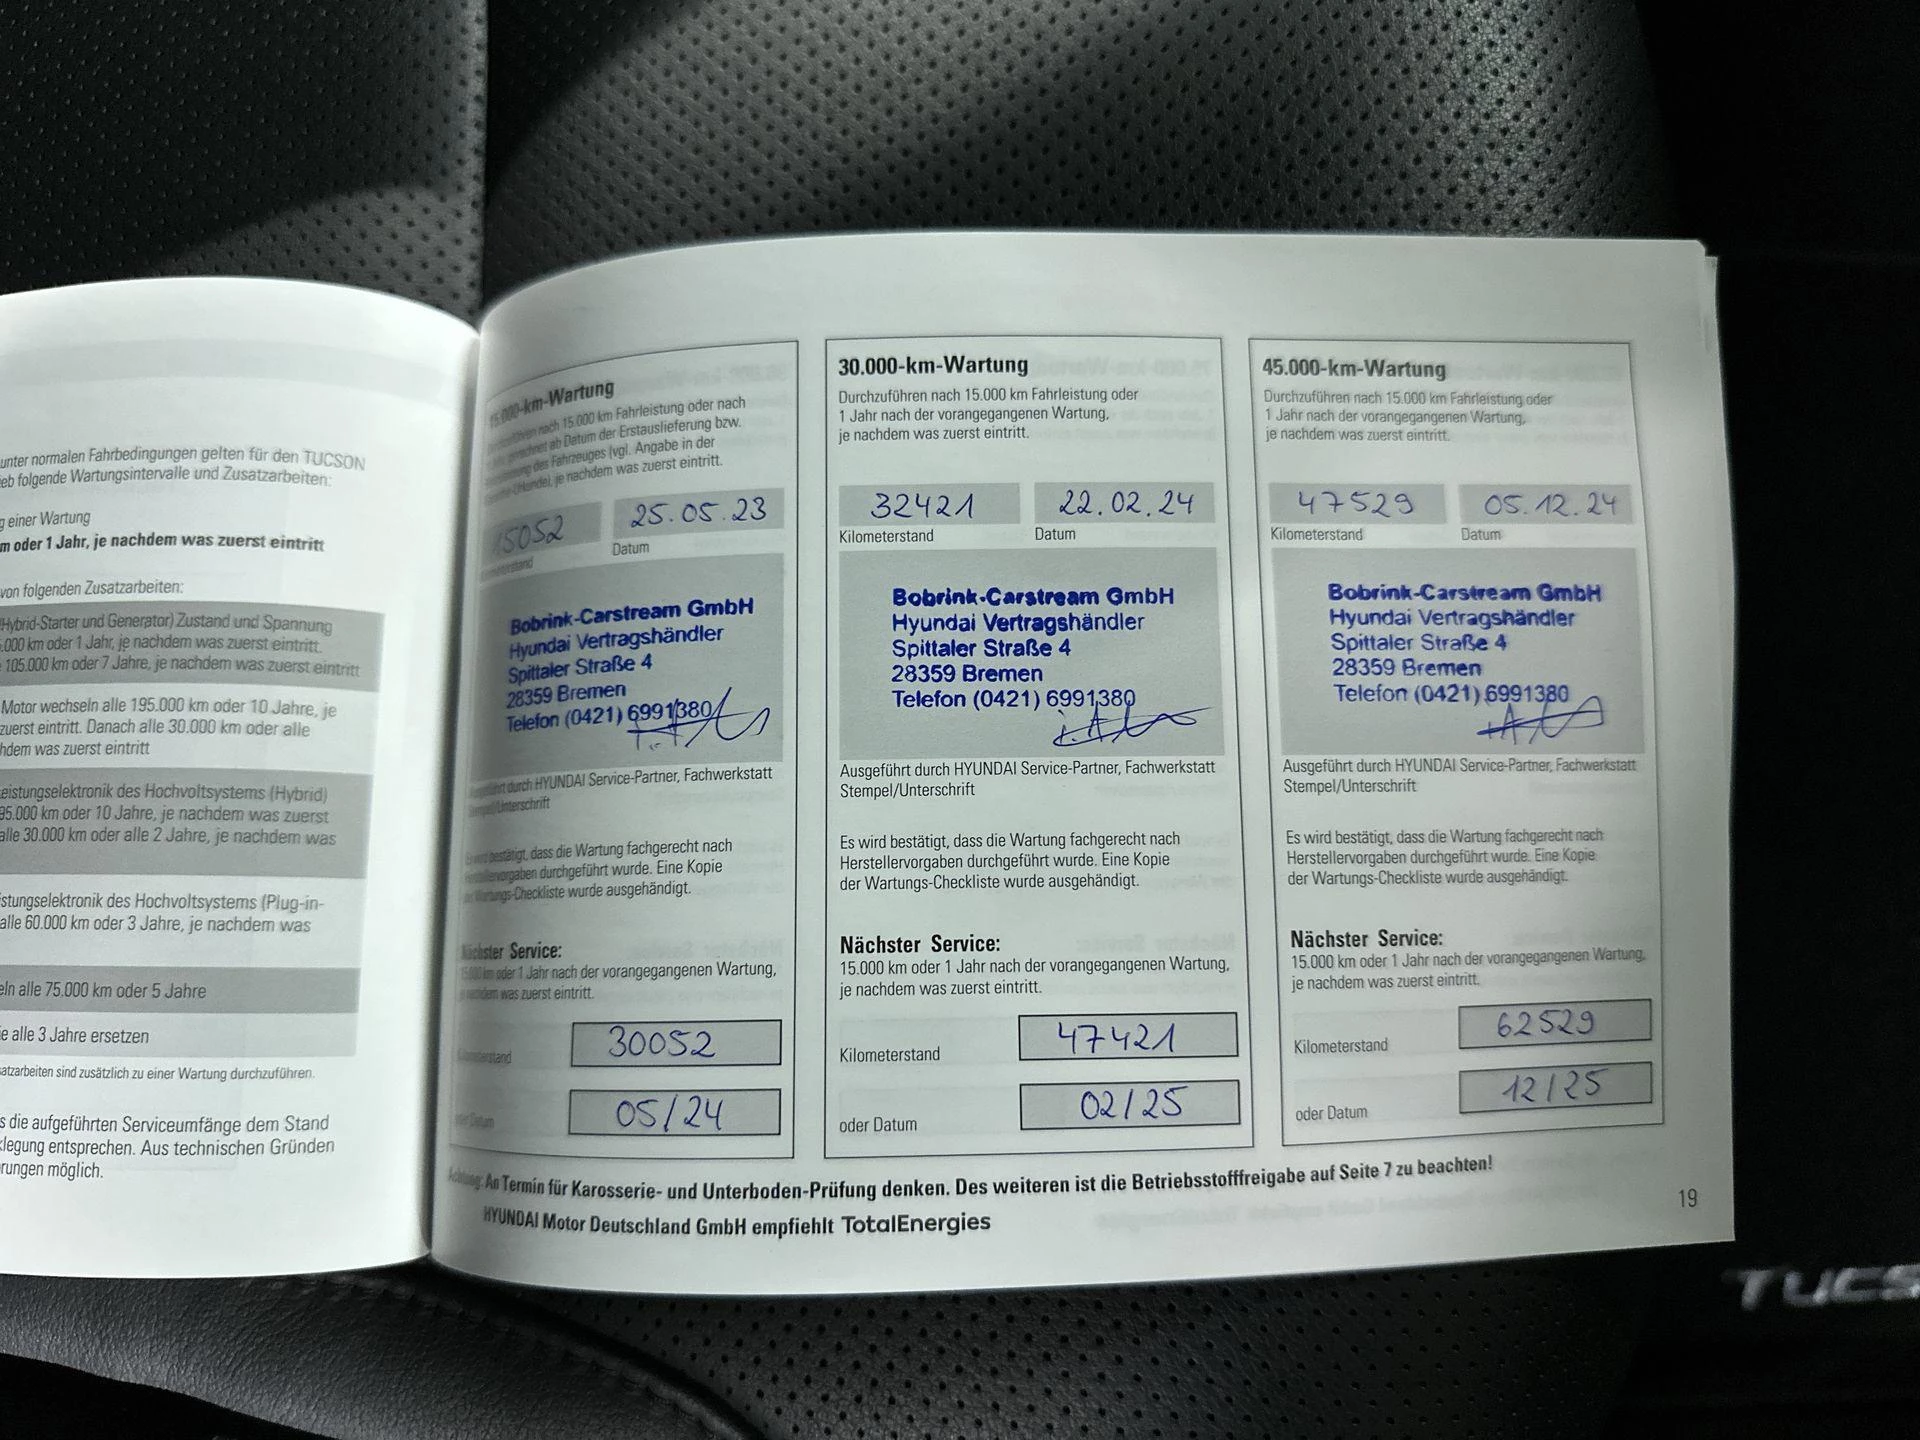 unter normalen Fahrbedingungen gelten für den TUCSON
folgende Wartungsintervalle und Zusatzarbeiten:
einer Wartung
m oder 1 Jahr, je nachdem was zuerst eintritt
von folgenden Zusatzarbeiten:
(Hybrid-Starter und Generator) Zustand und Spannung
.000 km oder 1 Jahr, je nachdem was zuerst eintritt.
105.000 km oder 7 Jahre, je nachdem was zuerst eintritt
Motor wechseln alle 195.000 km oder 10 Jahre, je
zuerst eintritt. Danach alle 30.000 km oder alle
hdem was zuerst eintritt
eistungselektronik des Hochvoltsystems (Hybrid)
95.000 km oder 10 Jahre, je nachdem was zuerst
alle 30.000 km oder alle 2 Jahre, je nachdem was
istungselektronik des Hochvoltsystems (Plug-in-
alle 60.000 km oder 3 Jahre, je nachdem was
eln alle 75.000 km oder 5 Jahre
e alle 3 Jahre ersetzen
satzarbeiten sind zusätzlich zu einer Wartung durchzuführen.
s die aufgeführten Serviceumfänge dem Stand
klegung entsprechen. Aus technischen Gründen
rungen möglich.
15.000-km-Wartung
nach 15.000 km Fahrleistung oder nach
gerechnet ab Datum der Erstauslieferung bzw.
des Fahrzeuges (vgl. Angabe in der
je nachdem was zuerst eintritt.
15052 25.05.23
Datum
Bobrink-Carstream GmbH
Hyundai Vertragshändler
Spittaler Straße 4
28359 Bremen
Telefon (0421) 6991380
Ausgeführt durch HYUNDAI Service-Partner, Fachwerkstatt
Stempel/Unterschrift
Es wird bestätigt, dass die Wartung fachgerecht nach
Herstellervorgaben durchgeführt wurde. Eine Kopie
der Wartungs-Checkliste wurde ausgehändigt.
Nächster Service:
15.000 km oder 1 Jahr nach der vorangegangenen Wartung,
je nachdem was zuerst eintritt.
Kilometerstand 30052
oder Datum 05/24
30.000-km-Wartung
Durchzuführen nach 15.000 km Fahrleistung oder
1 Jahr nach der vorangegangenen Wartung,
je nachdem was zuerst eintritt.
32421 22.02.24
Kilometerstand Datum
Bobrink-Carstream GmbH
Hyundai Vertragshändler
Spittaler Straße 4
28359 Bremen
Telefon (0421) 6991380
Ausgeführt durch HYUNDAI Service-Partner, Fachwerkstatt
Stempel/Unterschrift
Es wird bestätigt, dass die Wartung fachgerecht nach
Herstellervorgaben durchgeführt wurde. Eine Kopie
der Wartungs-Checkliste wurde ausgehändigt.
Nächster Service:
15.000 km oder 1 Jahr nach der vorangegangenen Wartung,
je nachdem was zuerst eintritt.
Kilometerstand 47421
oder Datum 02/25
45.000-km-Wartung
Durchzuführen nach 15.000 km Fahrleistung oder
1 Jahr nach der vorangegangenen Wartung,
je nachdem was zuerst eintritt.
47529 05.12.24
Kilometerstand Datum
Bobrink-Carstream GmbH
Hyundai Vertragshändler
Spittaler Straße 4
28359 Bremen
Telefon (0421) 6991380
Ausgeführt durch HYUNDAI Service-Partner, Fachwerkstatt
Stempel/Unterschrift
Es wird bestätigt, dass die Wartung fachgerecht nach
Herstellervorgaben durchgeführt wurde. Eine Kopie
der Wartungs-Checkliste wurde ausgehändigt.
Nächster Service:
15.000 km oder 1 Jahr nach der vorangegangenen Wartung,
je nachdem was zuerst eintritt.
Kilometerstand 62529
oder Datum 12/25
Achtung: An Termin für Karosserie- und Unterboden-Prüfung denken. Des weiteren ist die Betriebsstofffreigabe auf Seite 7 zu beachten!
HYUNDAI Motor Deutschland GmbH empfiehlt TotalEnergies
19
TUCS